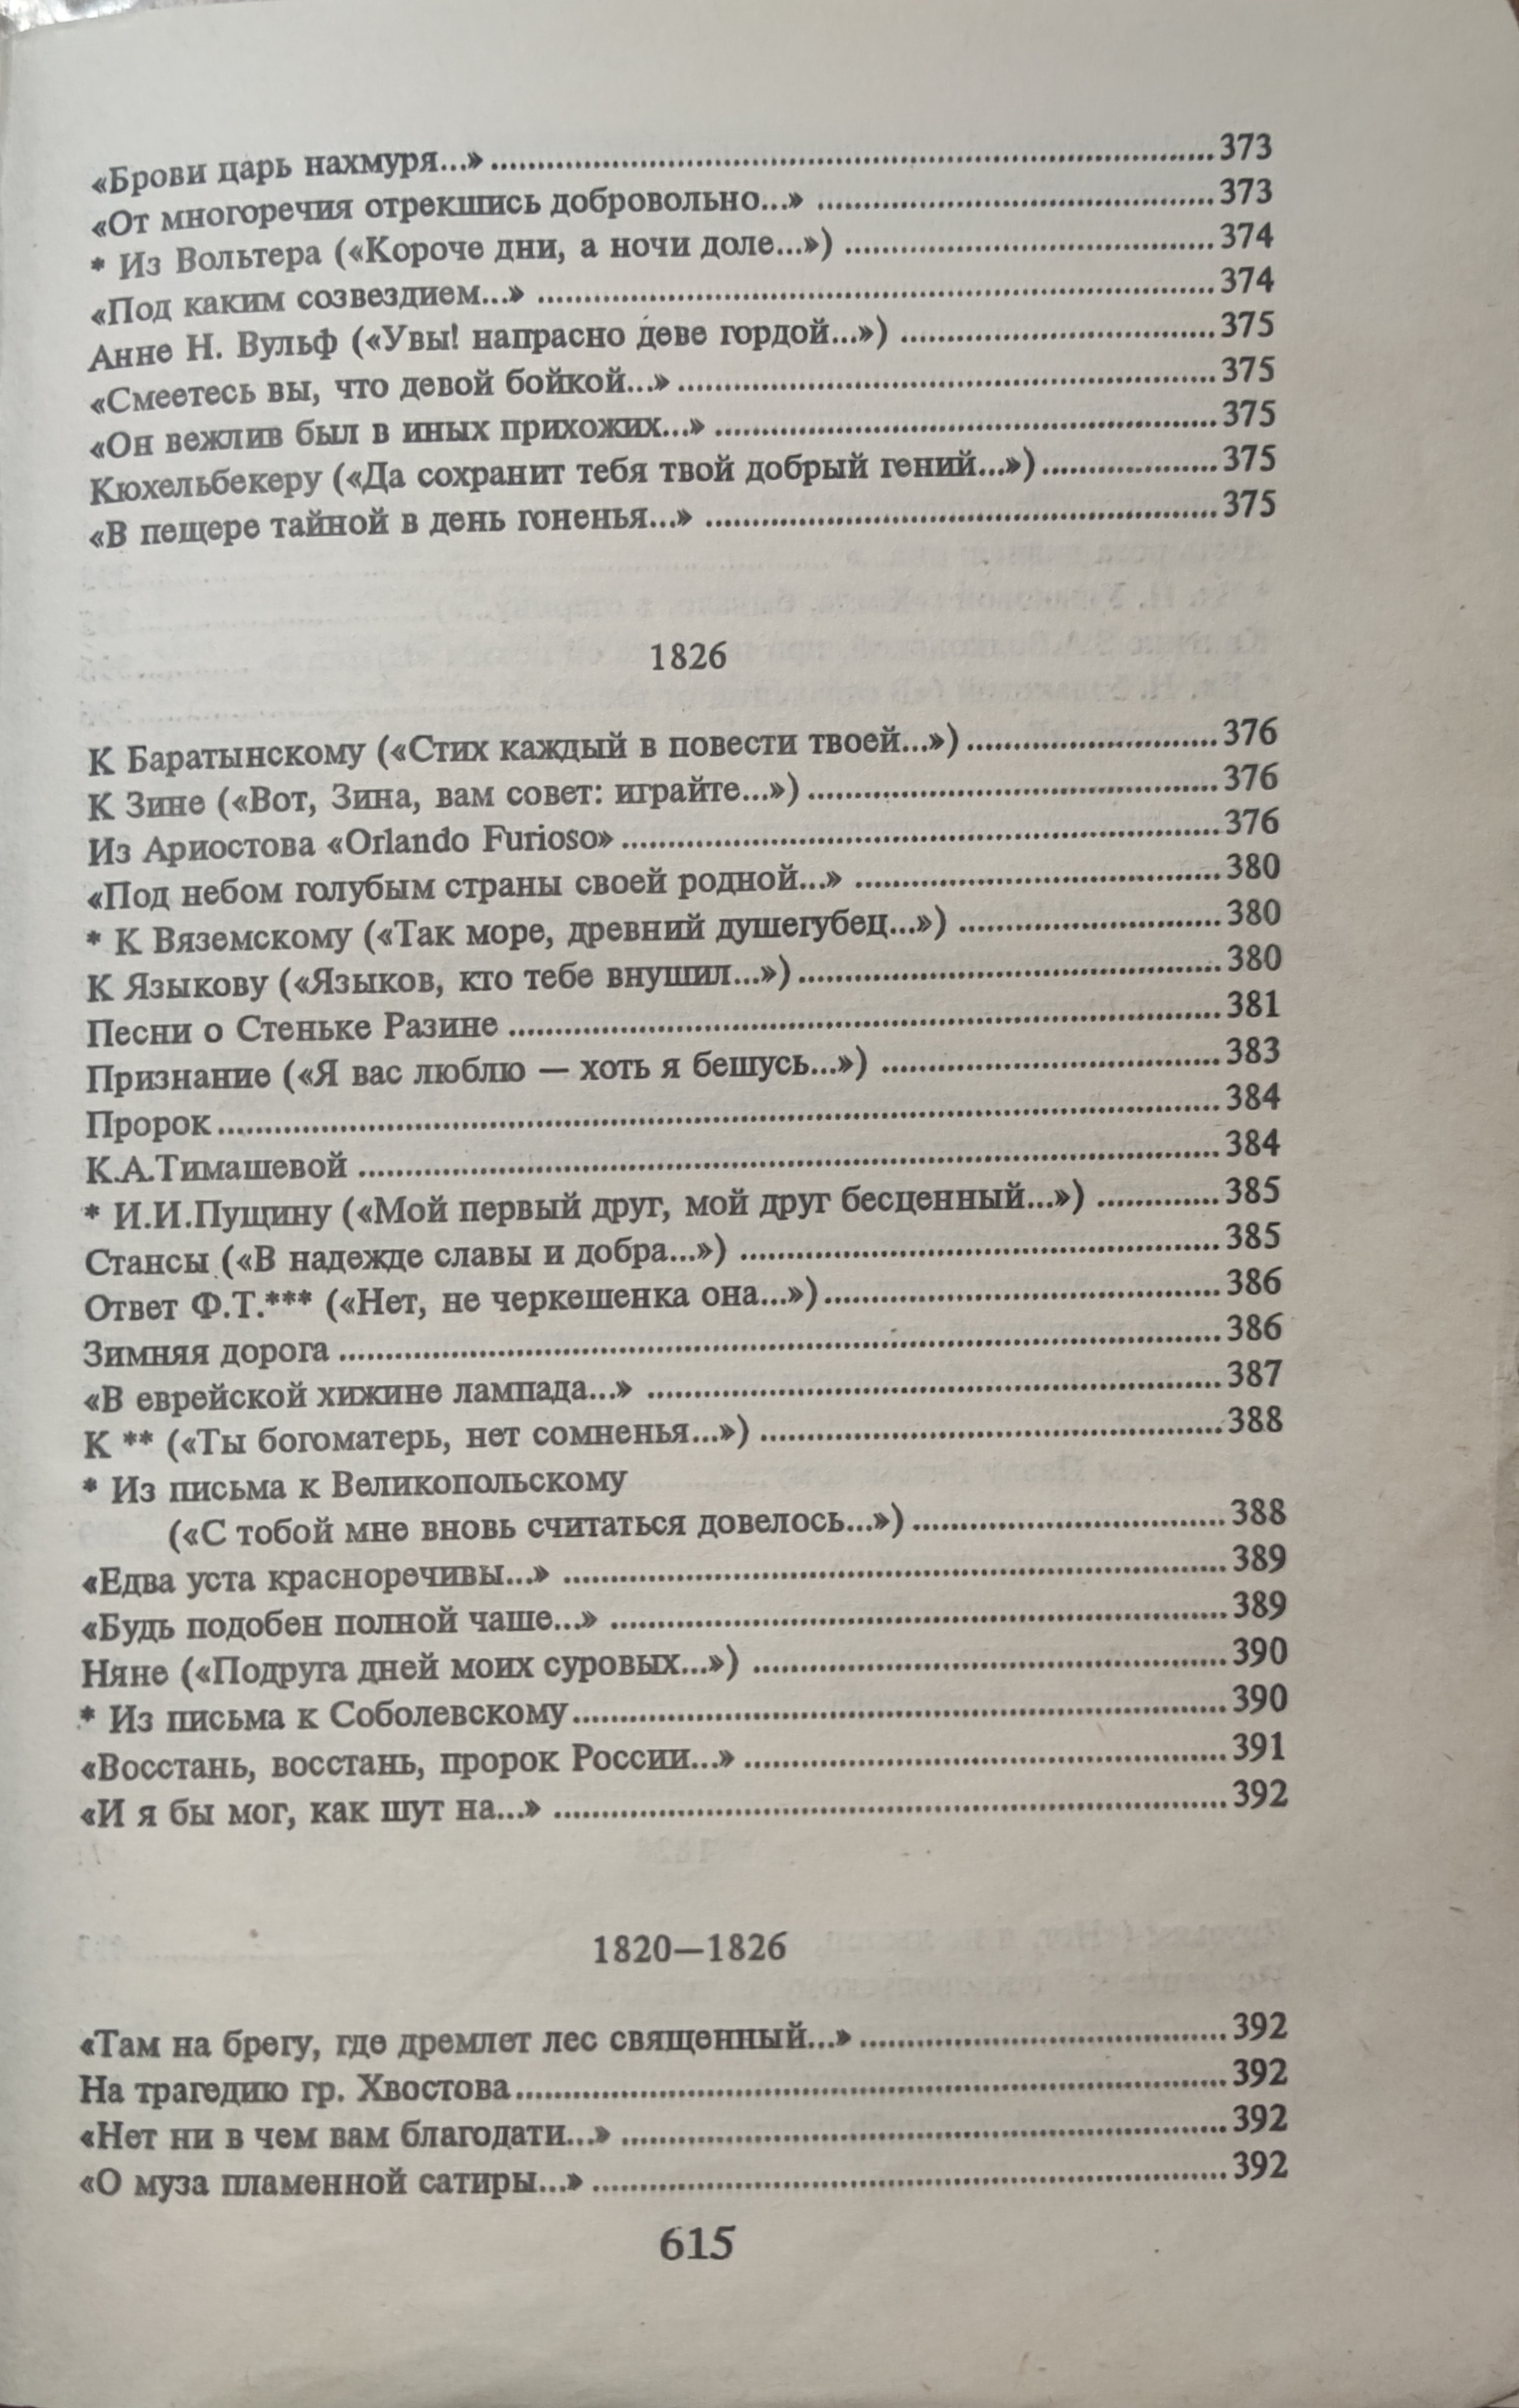 «Брови царь нахмуря...» ..... 373
«От многоречия отрекшись добровольно...» ..... 373
* Из Вольтера («Короче дни, а ночи доле...») ..... 374
«Под каким созвездием...» ..... 374
Анне Н. Вульф («Увы! напрасно деве гордой...») ..... 375
«Смеетесь вы, что девой бойкой...» ..... 375
«Он вежлив был в иных прихожих...» ..... 375
Кюхельбекеру («Да сохранит тебя твой добрый гений...») ..... 375
«В пещере тайной в день гоненья...» ..... 375
1826
К Баратынскому («Стих каждый в повести твоей...») ..... 376
К Зине («Вот, Зина, вам совет: играйте...») ..... 376
Из Ариостова «Orlando Furioso» ..... 376
«Под небом голубым страны своей родной...» ..... 380
* К Вяземскому («Так море, древний душегубец...») ..... 380
К Языкову («Языков, кто тебе внушил...») ..... 380
Песни о Стеньке Разине ..... 381
Признание («Я вас люблю — хоть я бешусь...») ..... 383
Пророк ..... 384
К.А.Тимашевой ..... 384
* И.И.Пущину («Мой первый друг, мой друг бесценный...») ..... 385
Стансы («В надежде славы и добра...») ..... 385
Ответ Ф.Т.*** («Нет, не черкешенка она...») ..... 386
Зимняя дорога ..... 386
«В еврейской хижине лампада...» ..... 387
К ** («Ты богоматерь, нет сомненья...») ..... 388
* Из письма к Великопольскому
(«С тобой мне вновь считаться довелось...») ..... 388
«Едва уста красноречивы...» ..... 389
«Будь подобен полной чаше...» ..... 389
Няне («Подруга дней моих суровых...») ..... 390
* Из письма к Соболевскому ..... 390
«Восстань, восстань, пророк России...» ..... 391
«И я бы мог, как шут на...» ..... 392
1820—1826
«Там на брегу, где дремлет лес священный...» ..... 392
На трагедию гр. Хвостова ..... 392
«Нет ни в чем вам благодати...» ..... 392
«О муза пламенной сатиры...» ..... 392
615